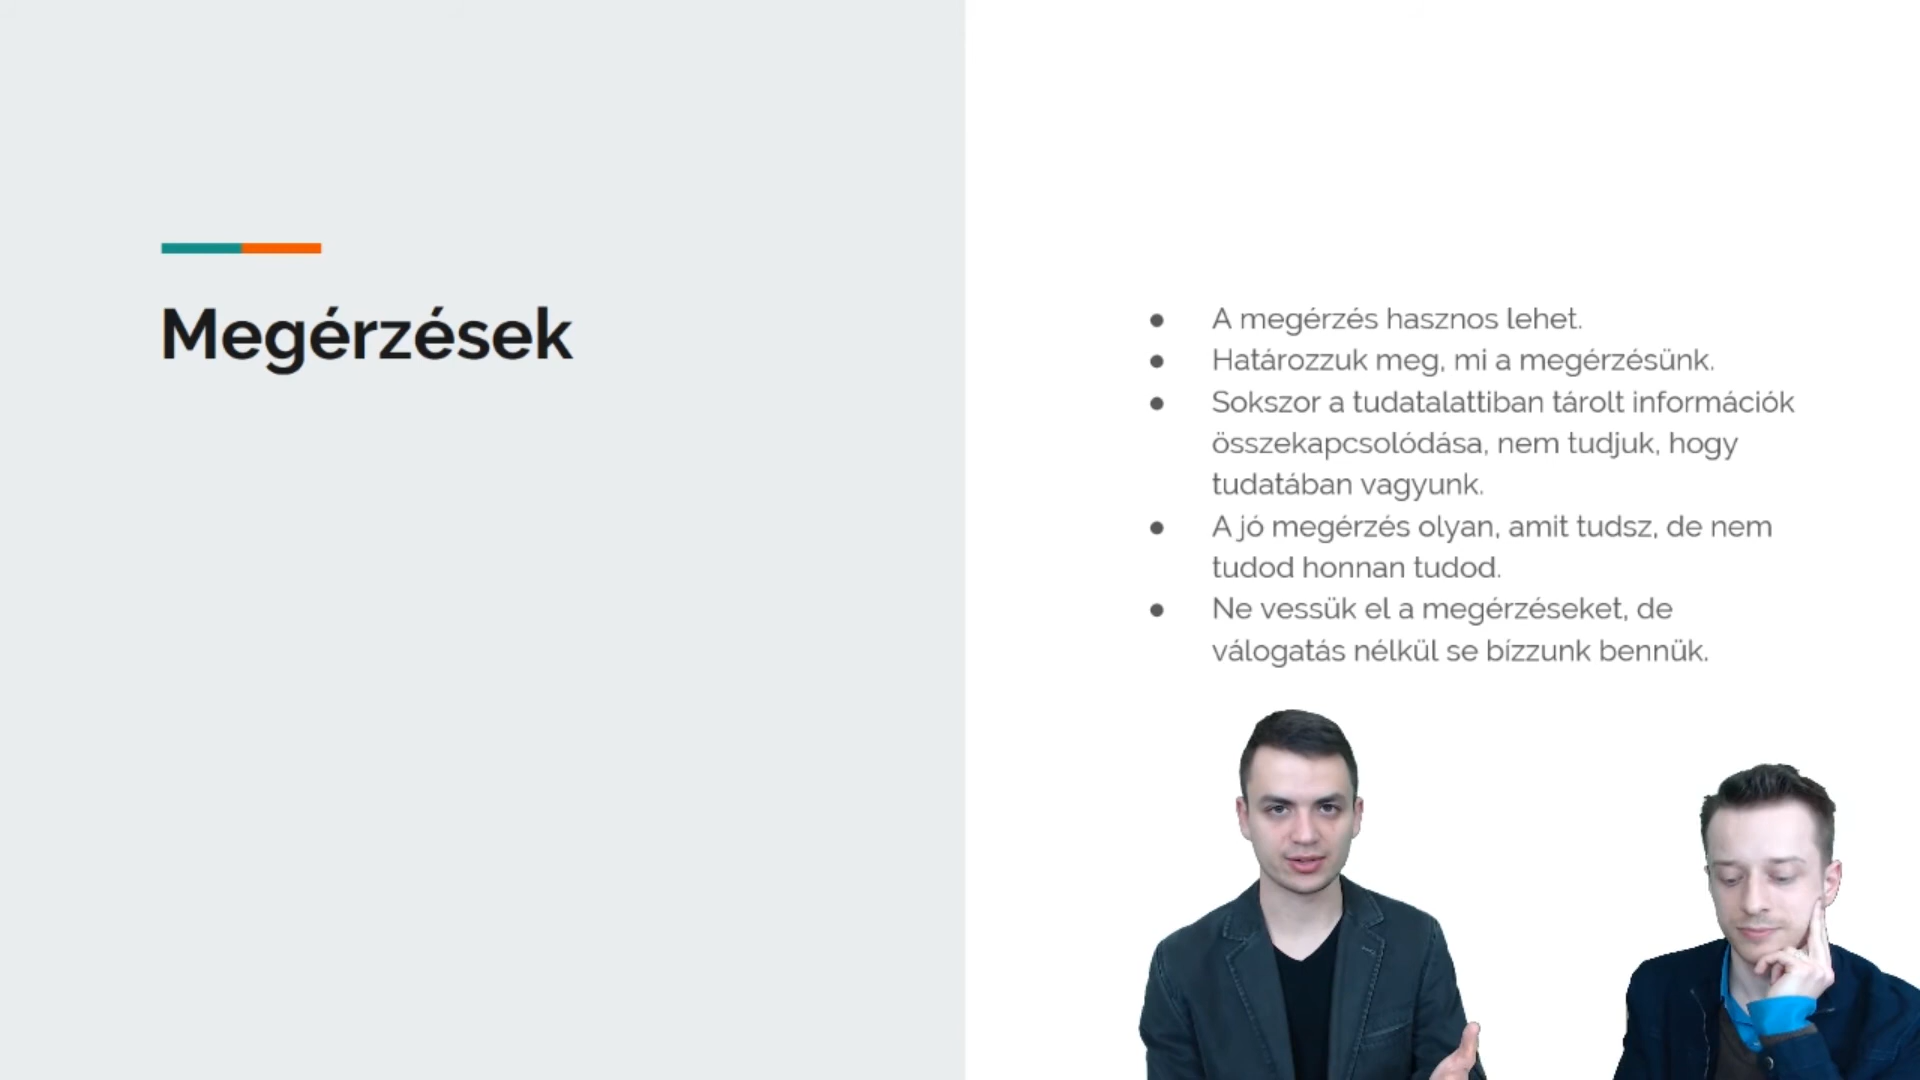 Megérzések
● A megérzés hasznos lehet.
● Határozzuk meg, mi a megérzésünk.
● Sokszor a tudatalattiban tárolt információk
összekapcsolódása, nem tudjuk, hogy
tudatában vagyunk.
● A jó megérzés olyan, amit tudsz, de nem
tudod honnan tudod.
● Ne vessük el a megérzéseket, de
válogatás nélkül se bízzunk bennük.